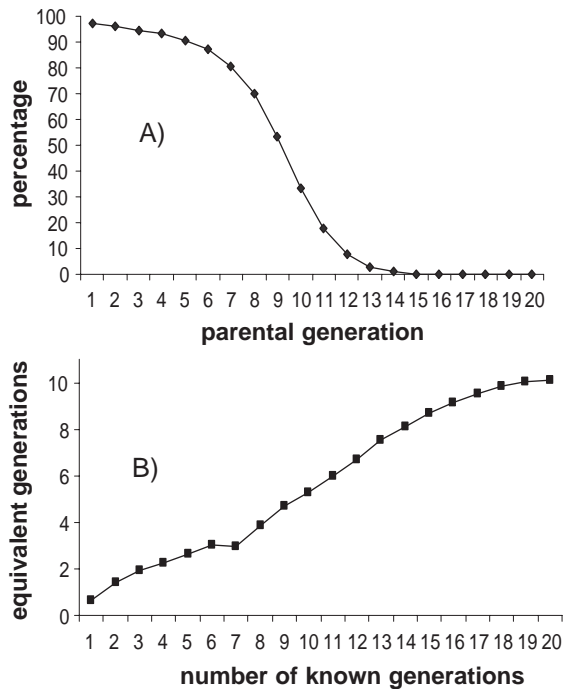 100
90
80
70
60
50
40
30
20
10
0
percentage
A)
1 2 3 4 5 6 7 8 9 10 11 12 13 14 15 16 17 18 19 20
parental generation
10
8
6
4
2
0
equivalent generations
B)
1 2 3 4 5 6 7 8 9 10 11 12 13 14 15 16 17 18 19 20
number of known generations